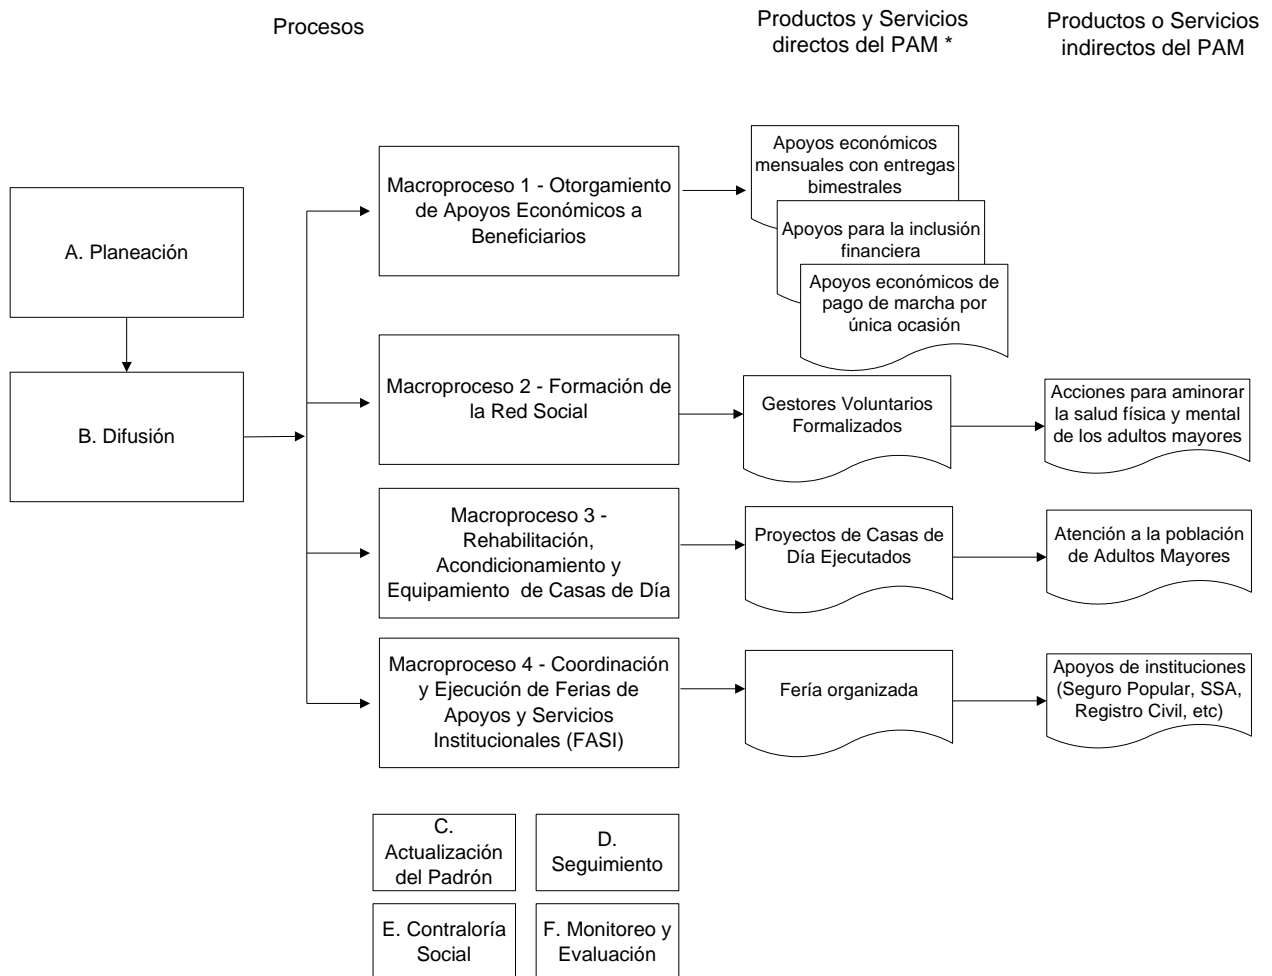 Procesos
Productos y Servicios
directos del PAM *
Productos o Servicios
indirectos del PAM
A. Planeación
B. Difusión
Macroproceso 1 - Otorgamiento
de Apoyos Económicos a
Beneficiarios
Apoyos económicos
mensuales con entregas
bimestrales
Apoyos para la inclusión
financiera
Apoyos económicos de
pago de marcha por
única ocasión
Macroproceso 2 - Formación de
la Red Social
Gestores Voluntarios
Formalizados
Acciones para aminorar
la salud física y mental
de los adultos mayores
Macroproceso 3 -
Rehabilitación,
Acondicionamiento y
Equipamiento de Casas de Día
Proyectos de Casas de
Día Ejecutados
Atención a la población
de Adultos Mayores
Macroproceso 4 - Coordinación
y Ejecución de Ferias de
Apoyos y Servicios
Institucionales (FASI)
Fería organizada
Apoyos de instituciones
(Seguro Popular, SSA,
Registro Civil, etc)
C.
Actualización
del Padrón
D.
Seguimiento
E. Contraloría
Social
F. Monitoreo y
Evaluación